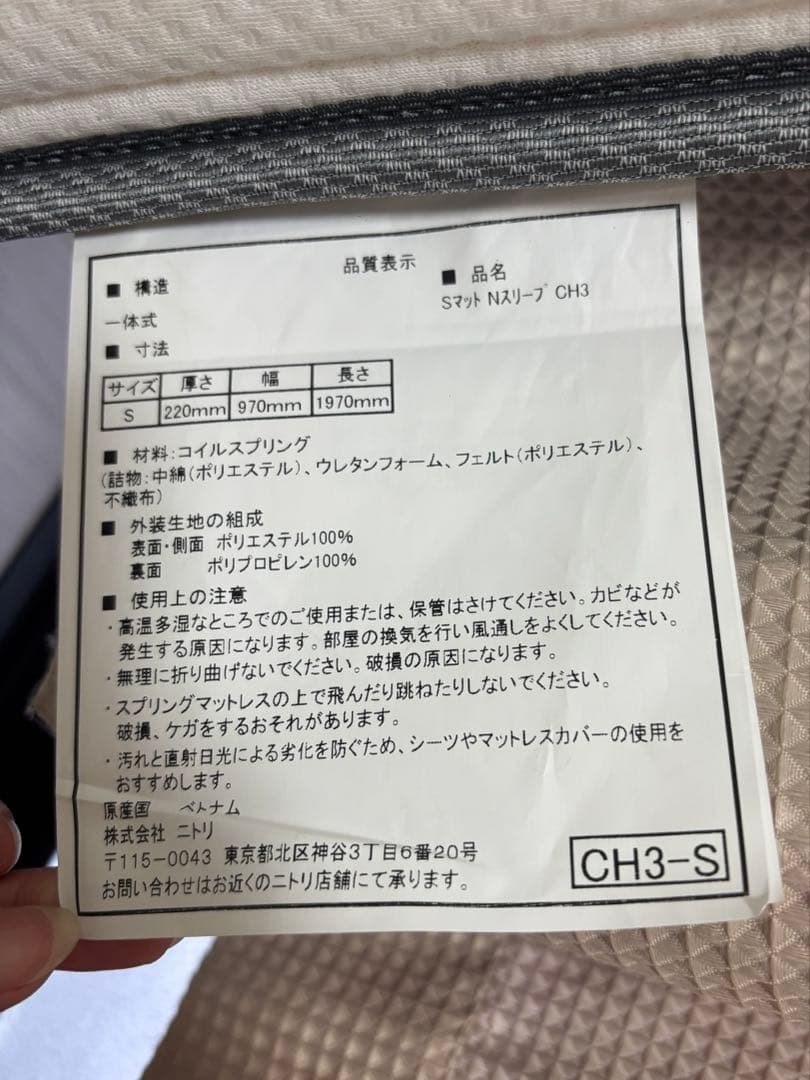 品質表示
■ 構造
■ 品名
一体式
Sマット Nスリープ CH3
■ 寸法
サイズ 厚さ 幅 長さ
S 220mm 970mm 1970mm
■ 材料:コイルスプリング
(詰物:中綿(ポリエステル)、ウレタンフォーム、フェルト(ポリエステル)、
不織布)
■ 外装生地の組成
表面・側面 ポリエステル100%
裏面 ポリプロピレン100%
■ 使用上の注意
・高温多湿なところでのご使用または、保管はさけてください。カビなどが
発生する原因になります。部屋の換気を行い風通しをよくしてください。
・無理に折り曲げないでください。破損の原因になります。
・スプリングマットレスの上で飛んだり跳ねたりしないでください。
破損、ケガをするおそれがあります。
・汚れと直射日光による劣化を防ぐため、シーツやマットレスカバーの使用を
おすすめします。
原産国 ベトナム
株式会社 ニトリ
〒115-0043 東京都北区神谷3丁目6番20号
お問い合わせはお近くのニトリ店舗にて承ります。
CH3-S